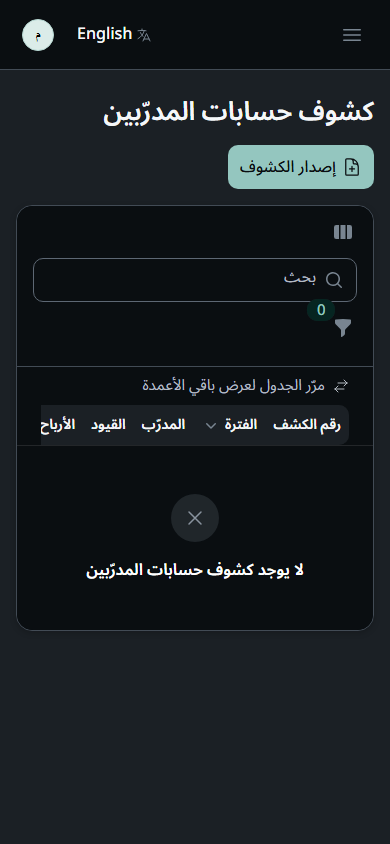 English
م
كشوف حسابات المدرّبين
إصدار الكشوف
بحث
0
مرّر الجدول لعرض باقي الأعمدة
رقم الكشف الفترة المدرّب القيود الأرباح
لا يوجد كشوف حسابات المدرّبين